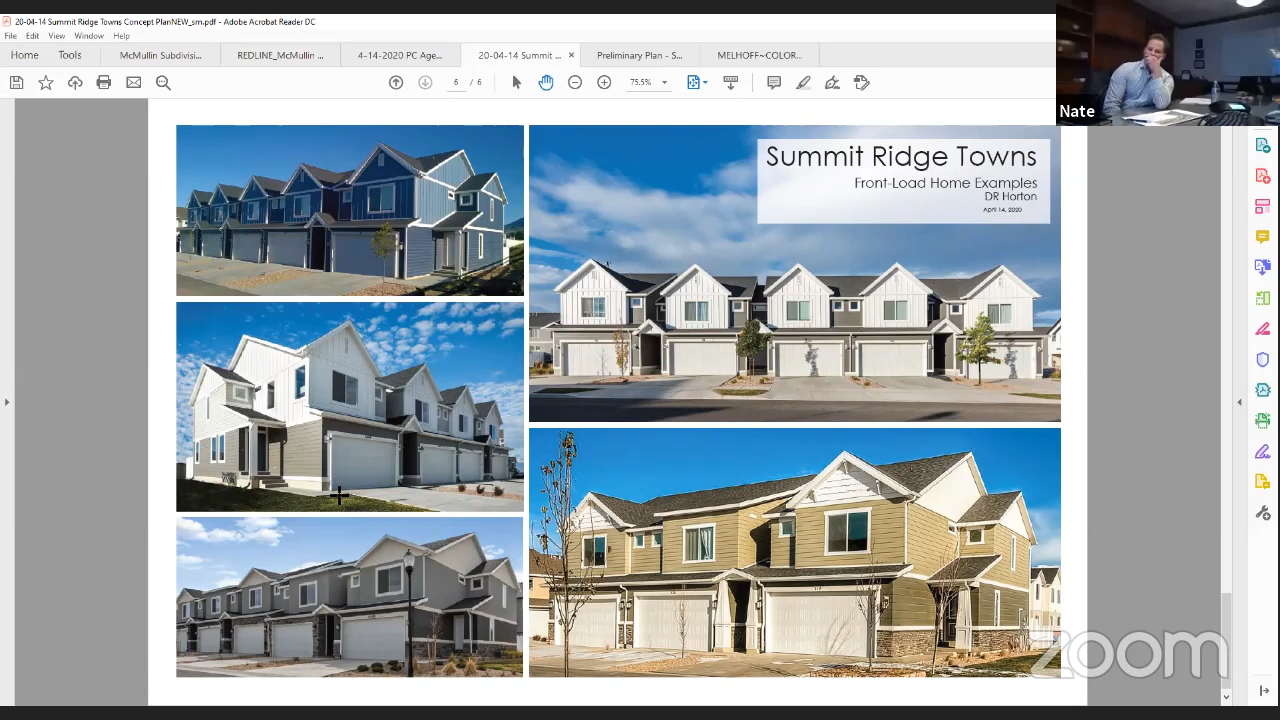 20-04-14 Summit Ridge Towns Concept PlanNEW_sm.pdf - Adobe Acrobat Reader DC
File Edit View Window Help
Home Tools McMullin Subdivisi... REDLINE_McMullin ... 4-14-2020 PC Age... 20-04-14 Summit ... × Preliminary Plan - S... MELHOFF~COLOR...
6 / 6 75.5%
Nate
Summit Ridge Towns
Front-Load Home Examples
DR Horton
April 14, 2020
zoom